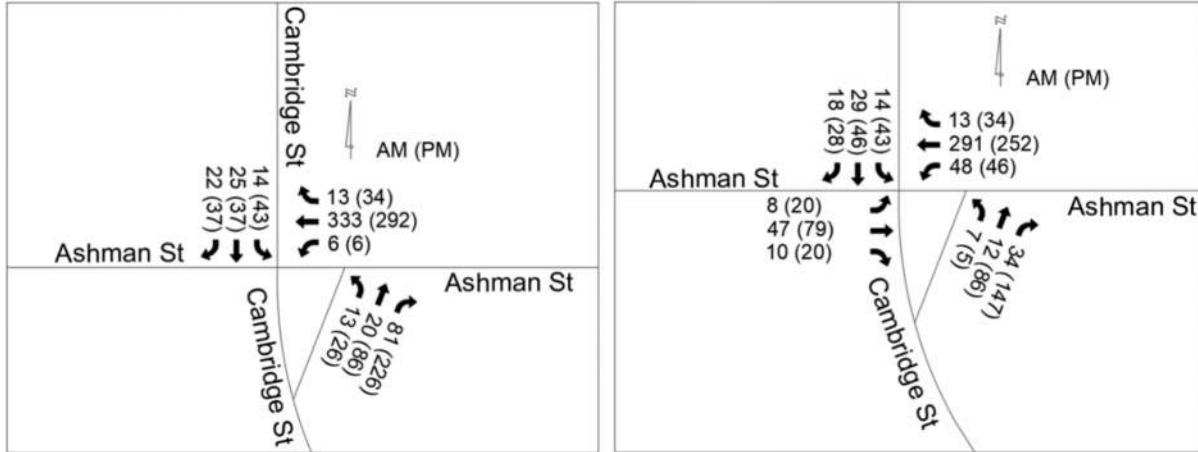 Cambridge St
N
AM (PM)
14 (43)
25 (37)
22 (37)
13 (34)
333 (292)
6 (6)
Ashman St
Ashman St
81 (226)
20 (86)
13 (26)
Cambridge St
N
AM (PM)
14 (43)
29 (46)
18 (28)
13 (34)
291 (252)
48 (46)
Ashman St
Ashman St
8 (20)
47 (79)
10 (20)
34 (147)
12 (86)
7 (5)
Cambridge St